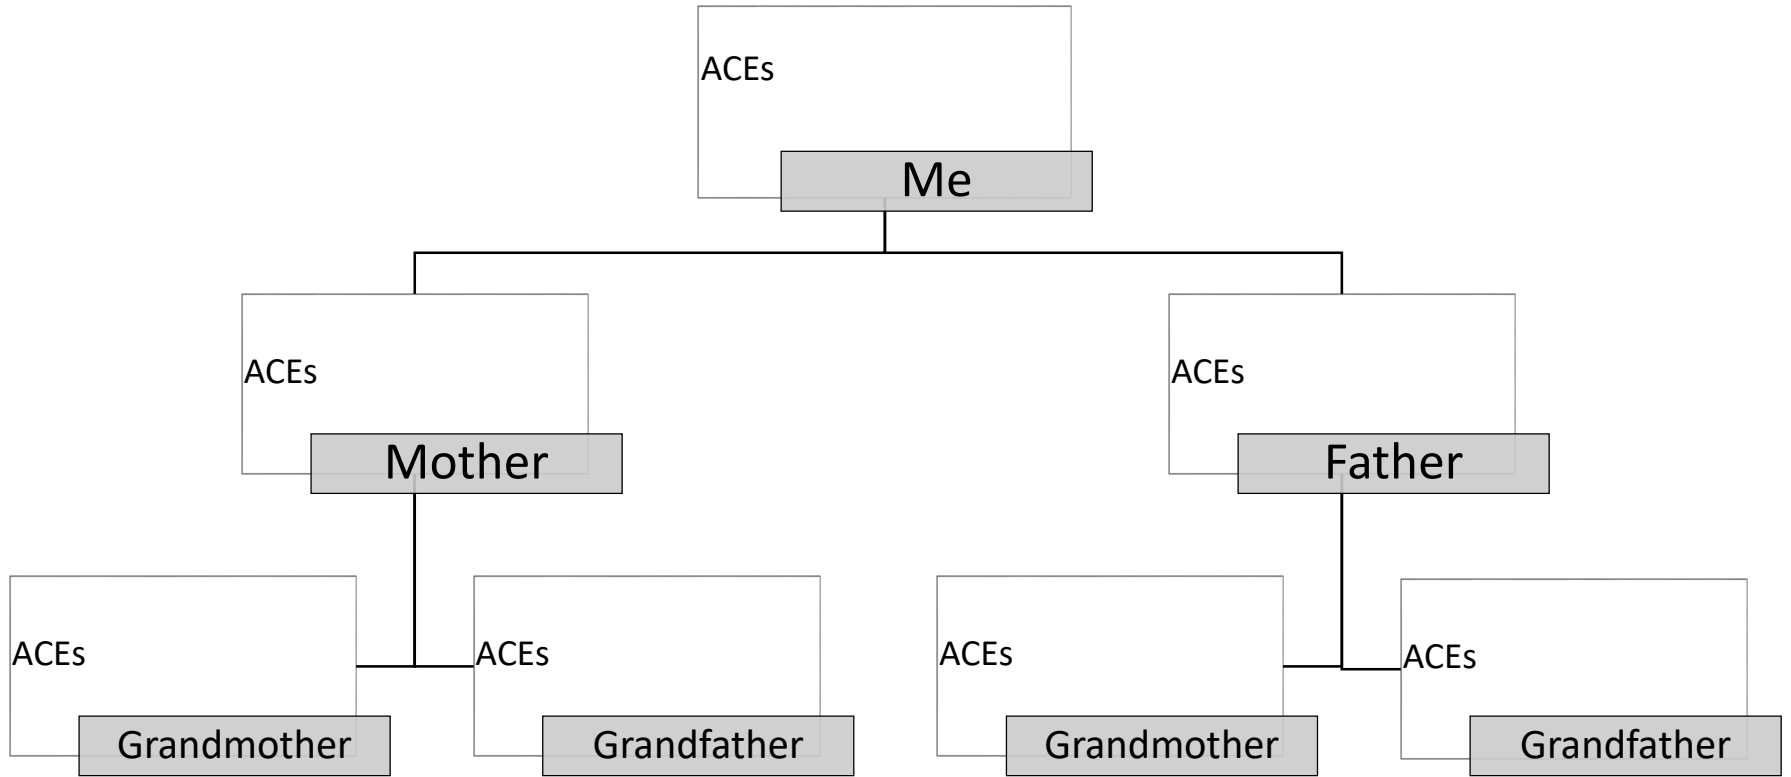 ACEs
Me
ACEs
Mother
ACEs
Father
ACEs
Grandmother
ACEs
Grandfather
ACEs
Grandmother
ACEs
Grandfather